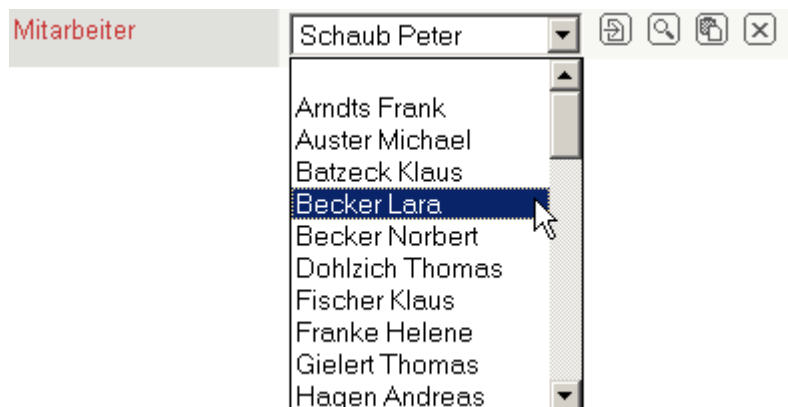 Mitarbeiter
Schaub Peter
Arndts Frank
Auster Michael
Batzeck Klaus
Becker Lara
Becker Norbert
Dohlzich Thomas
Fischer Klaus
Franke Helene
Gielert Thomas
Hagen Andreas